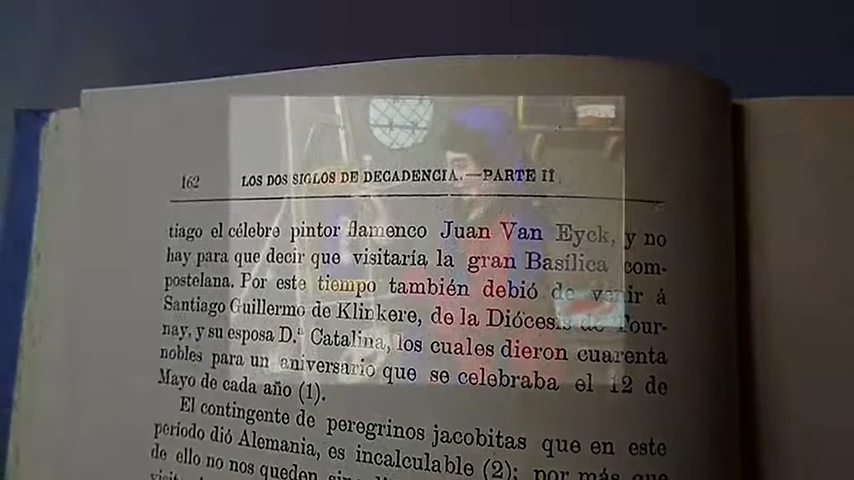 162 LOS DOS SIGLOS DE DECADENCIA.—PARTE II
tiago el célebre pintor flamenco Juan Van Eyck, y no
hay para que decir que visitaría la gran Basílica com-
postelana. Por este tiempo también debió de venir á
Santiago Guillermo de Klinkere, de la Diócesis de Tour-
nay, y su esposa D.ª Catalina, los cuales dieron cuarenta
nobles para un aniversario que se celebraba el 12 de
Mayo de cada año (1).
El contingente de peregrinos jacobitas que en este
período dió Alemania, es incalculable (2); por más que
de ello no nos queden